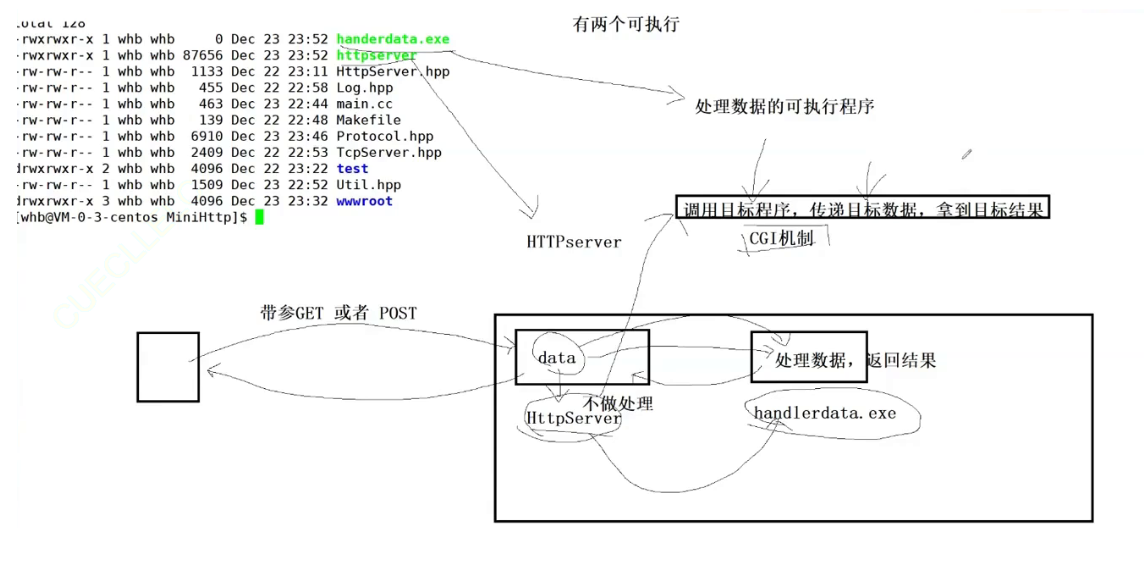 total 128
-rwxrwxr-x 1 whb whb 0 Dec 23 23:52 handerdata.exe
-rwxrwxr-x 1 whb whb 87656 Dec 23 23:52 httpserver
-rw-rw-r-- 1 whb whb 1133 Dec 22 23:11 HttpServer.hpp
-rw-rw-r-- 1 whb whb 455 Dec 22 22:58 Log.hpp
-rw-rw-r-- 1 whb whb 463 Dec 23 22:44 main.cc
-rw-rw-r-- 1 whb whb 139 Dec 22 22:48 Makefile
-rw-rw-r-- 1 whb whb 6910 Dec 23 23:46 Protocol.hpp
-rw-rw-r-- 1 whb whb 2409 Dec 22 22:53 TcpServer.hpp
drwxrwxr-x 2 whb whb 4096 Dec 22 23:22 test
-rw-rw-r-- 1 whb whb 1509 Dec 23 22:52 Util.hpp
drwxrwxr-x 3 whb whb 4096 Dec 23 23:32 wwwroot
[whb@VM-0-3-centos MiniHttp]$
有两个可执行
处理数据的可执行程序
调用目标程序，传递目标数据，拿到目标结果
CGI机制
HTTPserver
带参GET 或者 POST
data
处理数据，返回结果
不做处理
HttpServer
handlerdata.exe